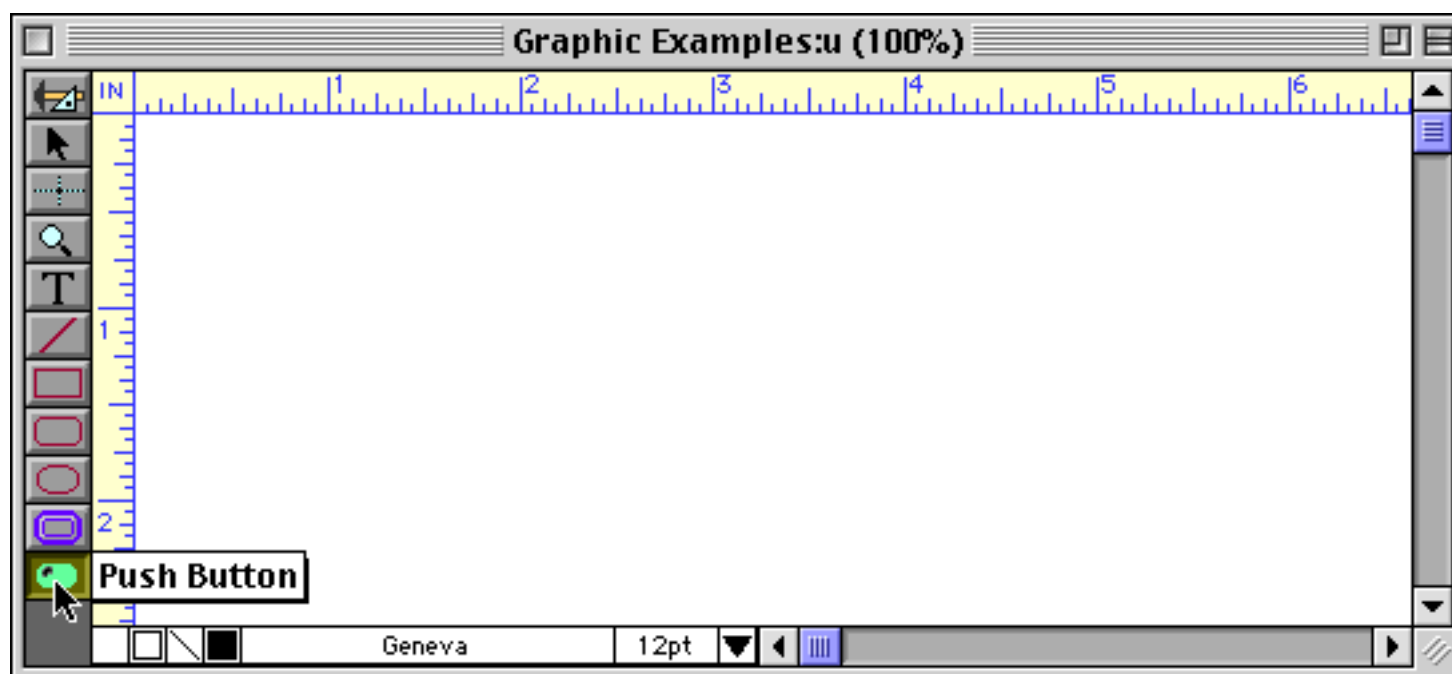 Graphic Examples:u (100%)
IN 1 2 3 4 5 6
T
1
2
Push Button
Geneva 12pt